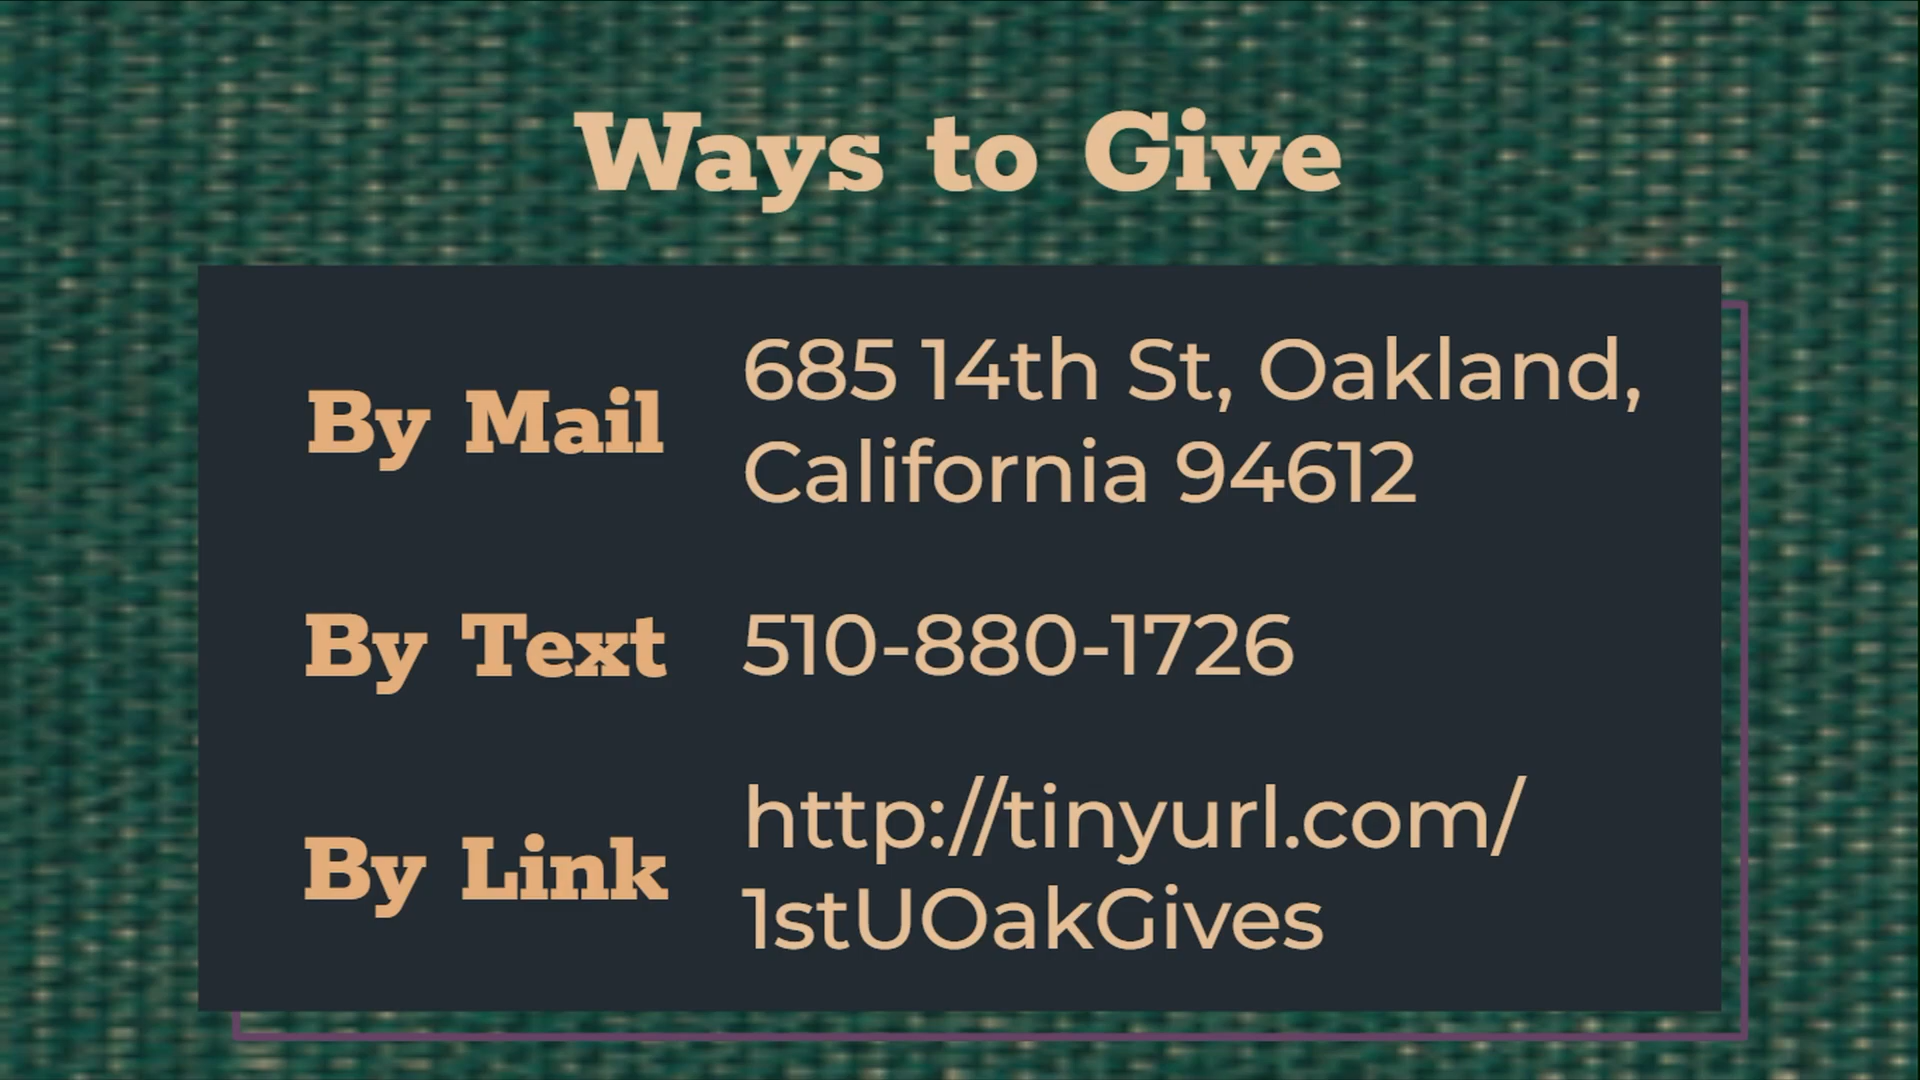 Ways to Give
By Mail
685 14th St, Oakland,
California 94612
By Text
510-880-1726
By Link
http://tinyurl.com/
1stUOakGives